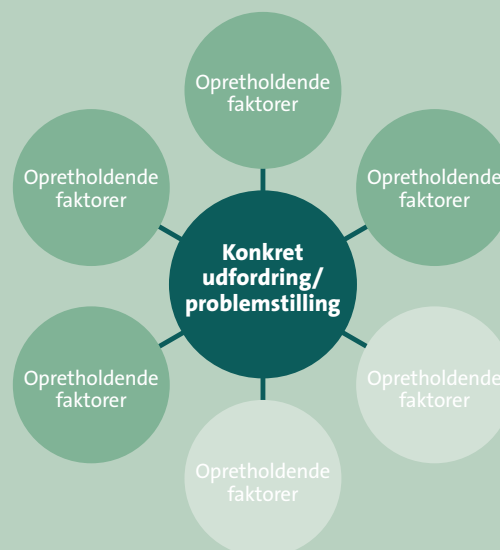 Opretholdende
faktorer
Opretholdende
faktorer
Opretholdende
faktorer
Konkret
udfordring/
problemstilling
Opretholdende
faktorer
Opretholdende
faktorer
Opretholdende
faktorer